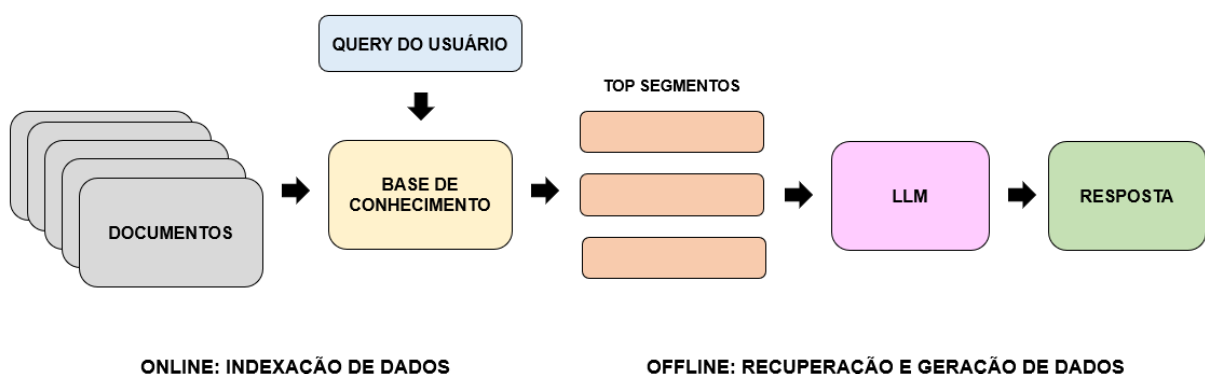 QUERY DO USUÁRIO
TOP SEGMENTOS
DOCUMENTOS
BASE DE
CONHECIMENTO
LLM
RESPOSTA
ONLINE: INDEXAÇÃO DE DADOS
OFFLINE: RECUPERAÇÃO E GERAÇÃO DE DADOS